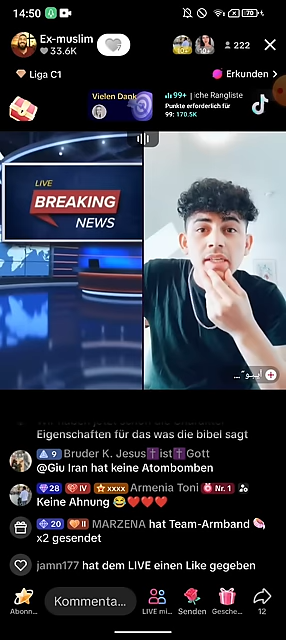 14:50
70
Ex-muslim
33.6K
222
Liga C1
Erkunden
Vielen Dank
99+ | iche Rangliste
Punkte erforderlich für
99: 170.5K
LIVE
BREAKING
NEWS
Eigenschaften für das was die bibel sagt
9 Bruder K. Jesus✝️ist✝️Gott
@Giu Iran hat keine Atombomben
28 IV xxxx Armenia Toni Nr. 1
Keine Ahnung 😂❤️❤️❤️
20 II MARZENA hat Team-Armband
x2 gesendet
jamn177 hat dem LIVE einen Like gegeben
Abonn...
Kommenta...
LIVE mi...
Senden
Gesche...
12